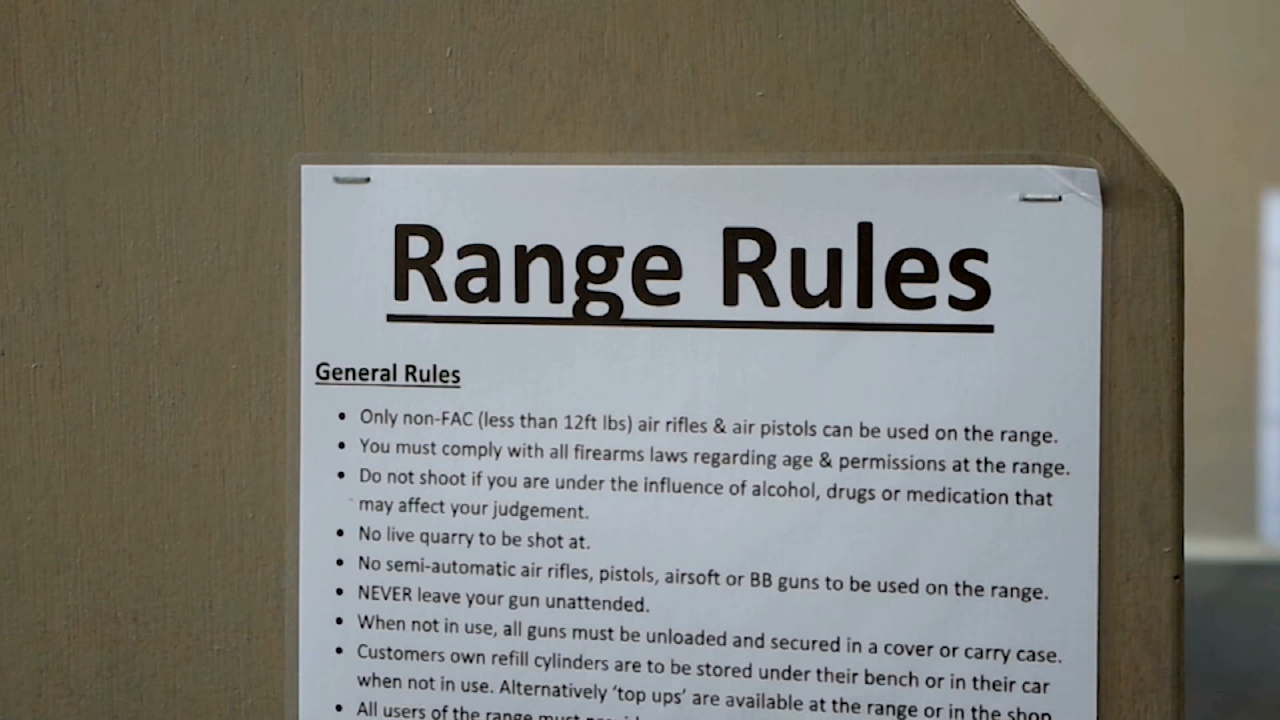 Range Rules
General Rules
• Only non-FAC (less than 12ft lbs) air rifles & air pistols can be used on the range.
• You must comply with all firearms laws regarding age & permissions at the range.
• Do not shoot if you are under the influence of alcohol, drugs or medication that
may affect your judgement.
• No live quarry to be shot at.
• No semi-automatic air rifles, pistols, airsoft or BB guns to be used on the range.
• NEVER leave your gun unattended.
• When not in use, all guns must be unloaded and secured in a cover or carry case.
• Customers own refill cylinders are to be stored under their bench or in their car
when not in use. Alternatively ‘top ups’ are available at the range or in the shop
• All users of the range must